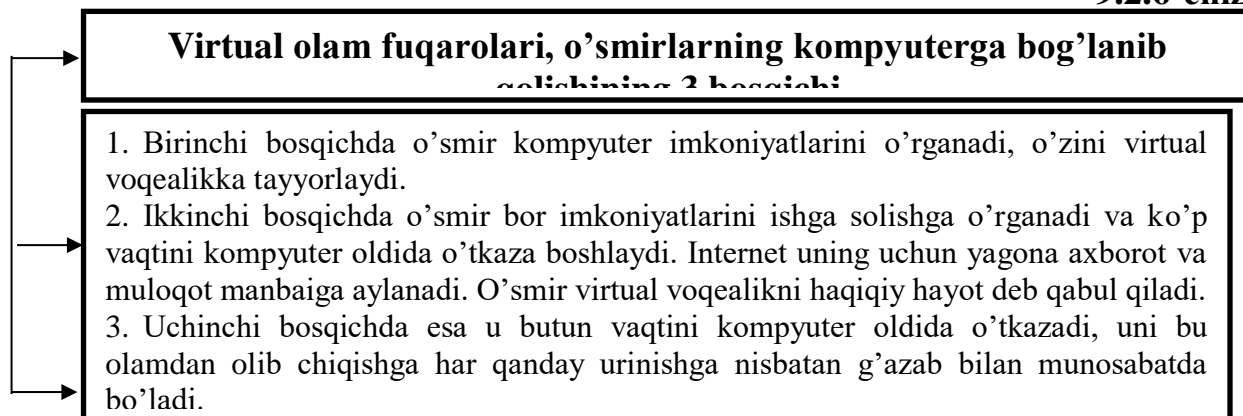 Virtual olam fuqarolari, o’smirlarning kompyuterga bog’lanib
qolishining 3 bosqichi
1. Birinchi bosqichda o’smir kompyuter imkoniyatlarini o’rganadi, o’zini virtual
voqealikka tayyorlaydi.
2. Ikkinchi bosqichda o’smir bor imkoniyatlarini ishga solishga o’rganadi va ko’p
vaqtini kompyuter oldida o’tkaza boshlaydi. Internet uning uchun yagona axborot va
muloqot manbaiga aylanadi. O’smir virtual voqealikni haqiqiy hayot deb qabul qiladi.
3. Uchinchi bosqichda esa u butun vaqtini kompyuter oldida o’tkazadi, uni bu
olamdan olib chiqishga har qanday urinishga nisbatan g’azab bilan munosabatda
bo’ladi.